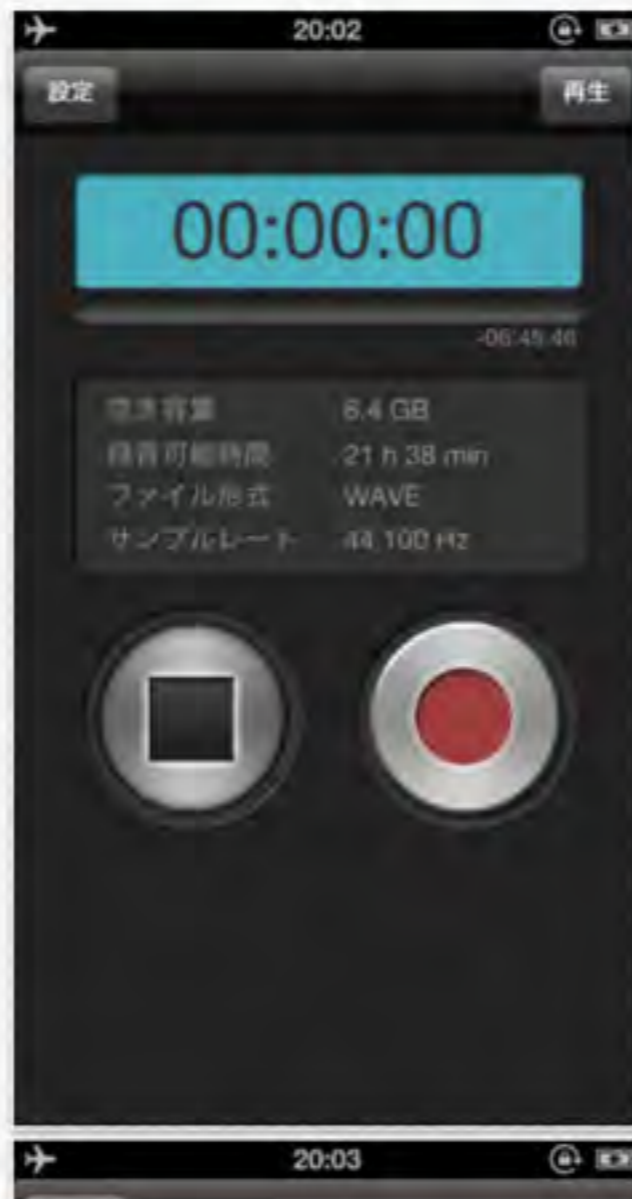 20:02
設定
再生
00:00:00
-06:45:46
空き容量 6.4 GB
録音可能時間 21 h 38 min
ファイル形式 WAVE
サンプルレート 44,100 Hz
20:03